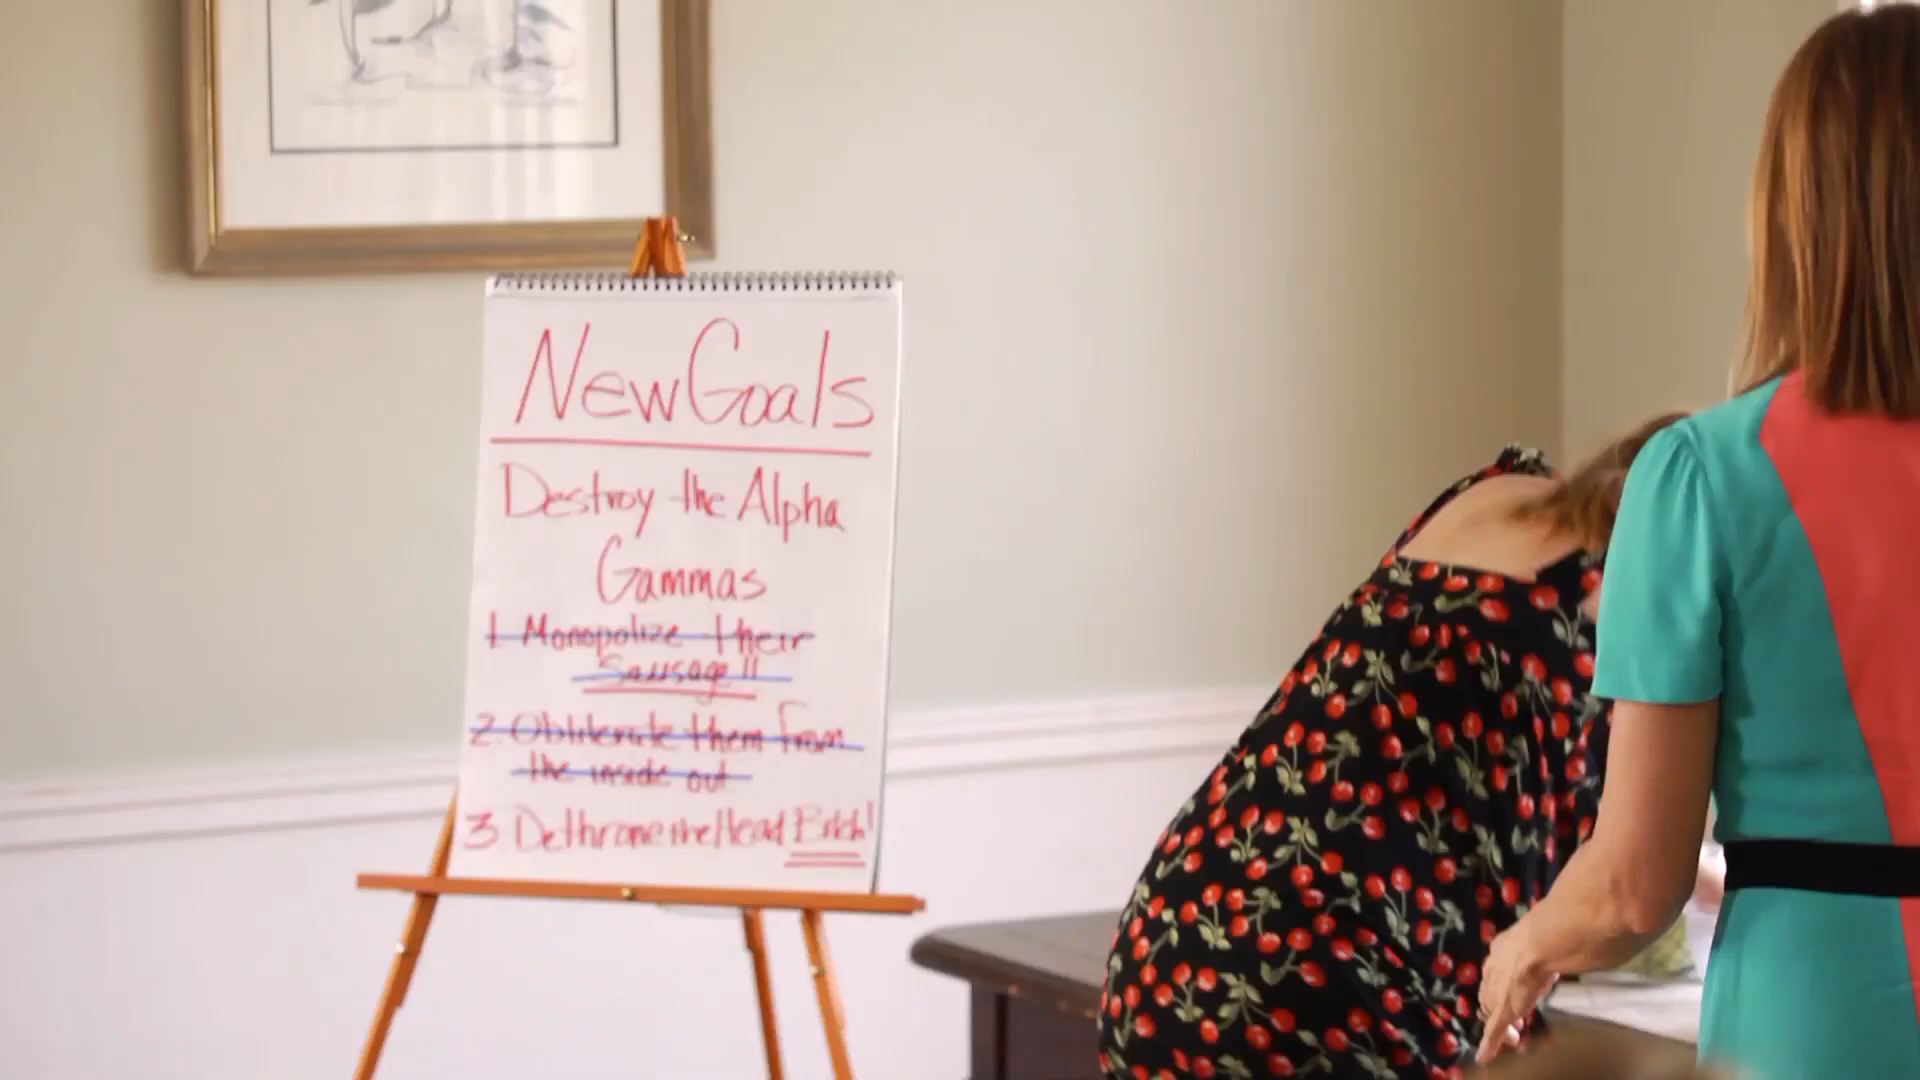 New Goals
Destroy the Alpha
Gammas
1. Monopolize their
Sausage!!
2. Obliterate them from
the inside out
3. Dethrone the Head Bitch!